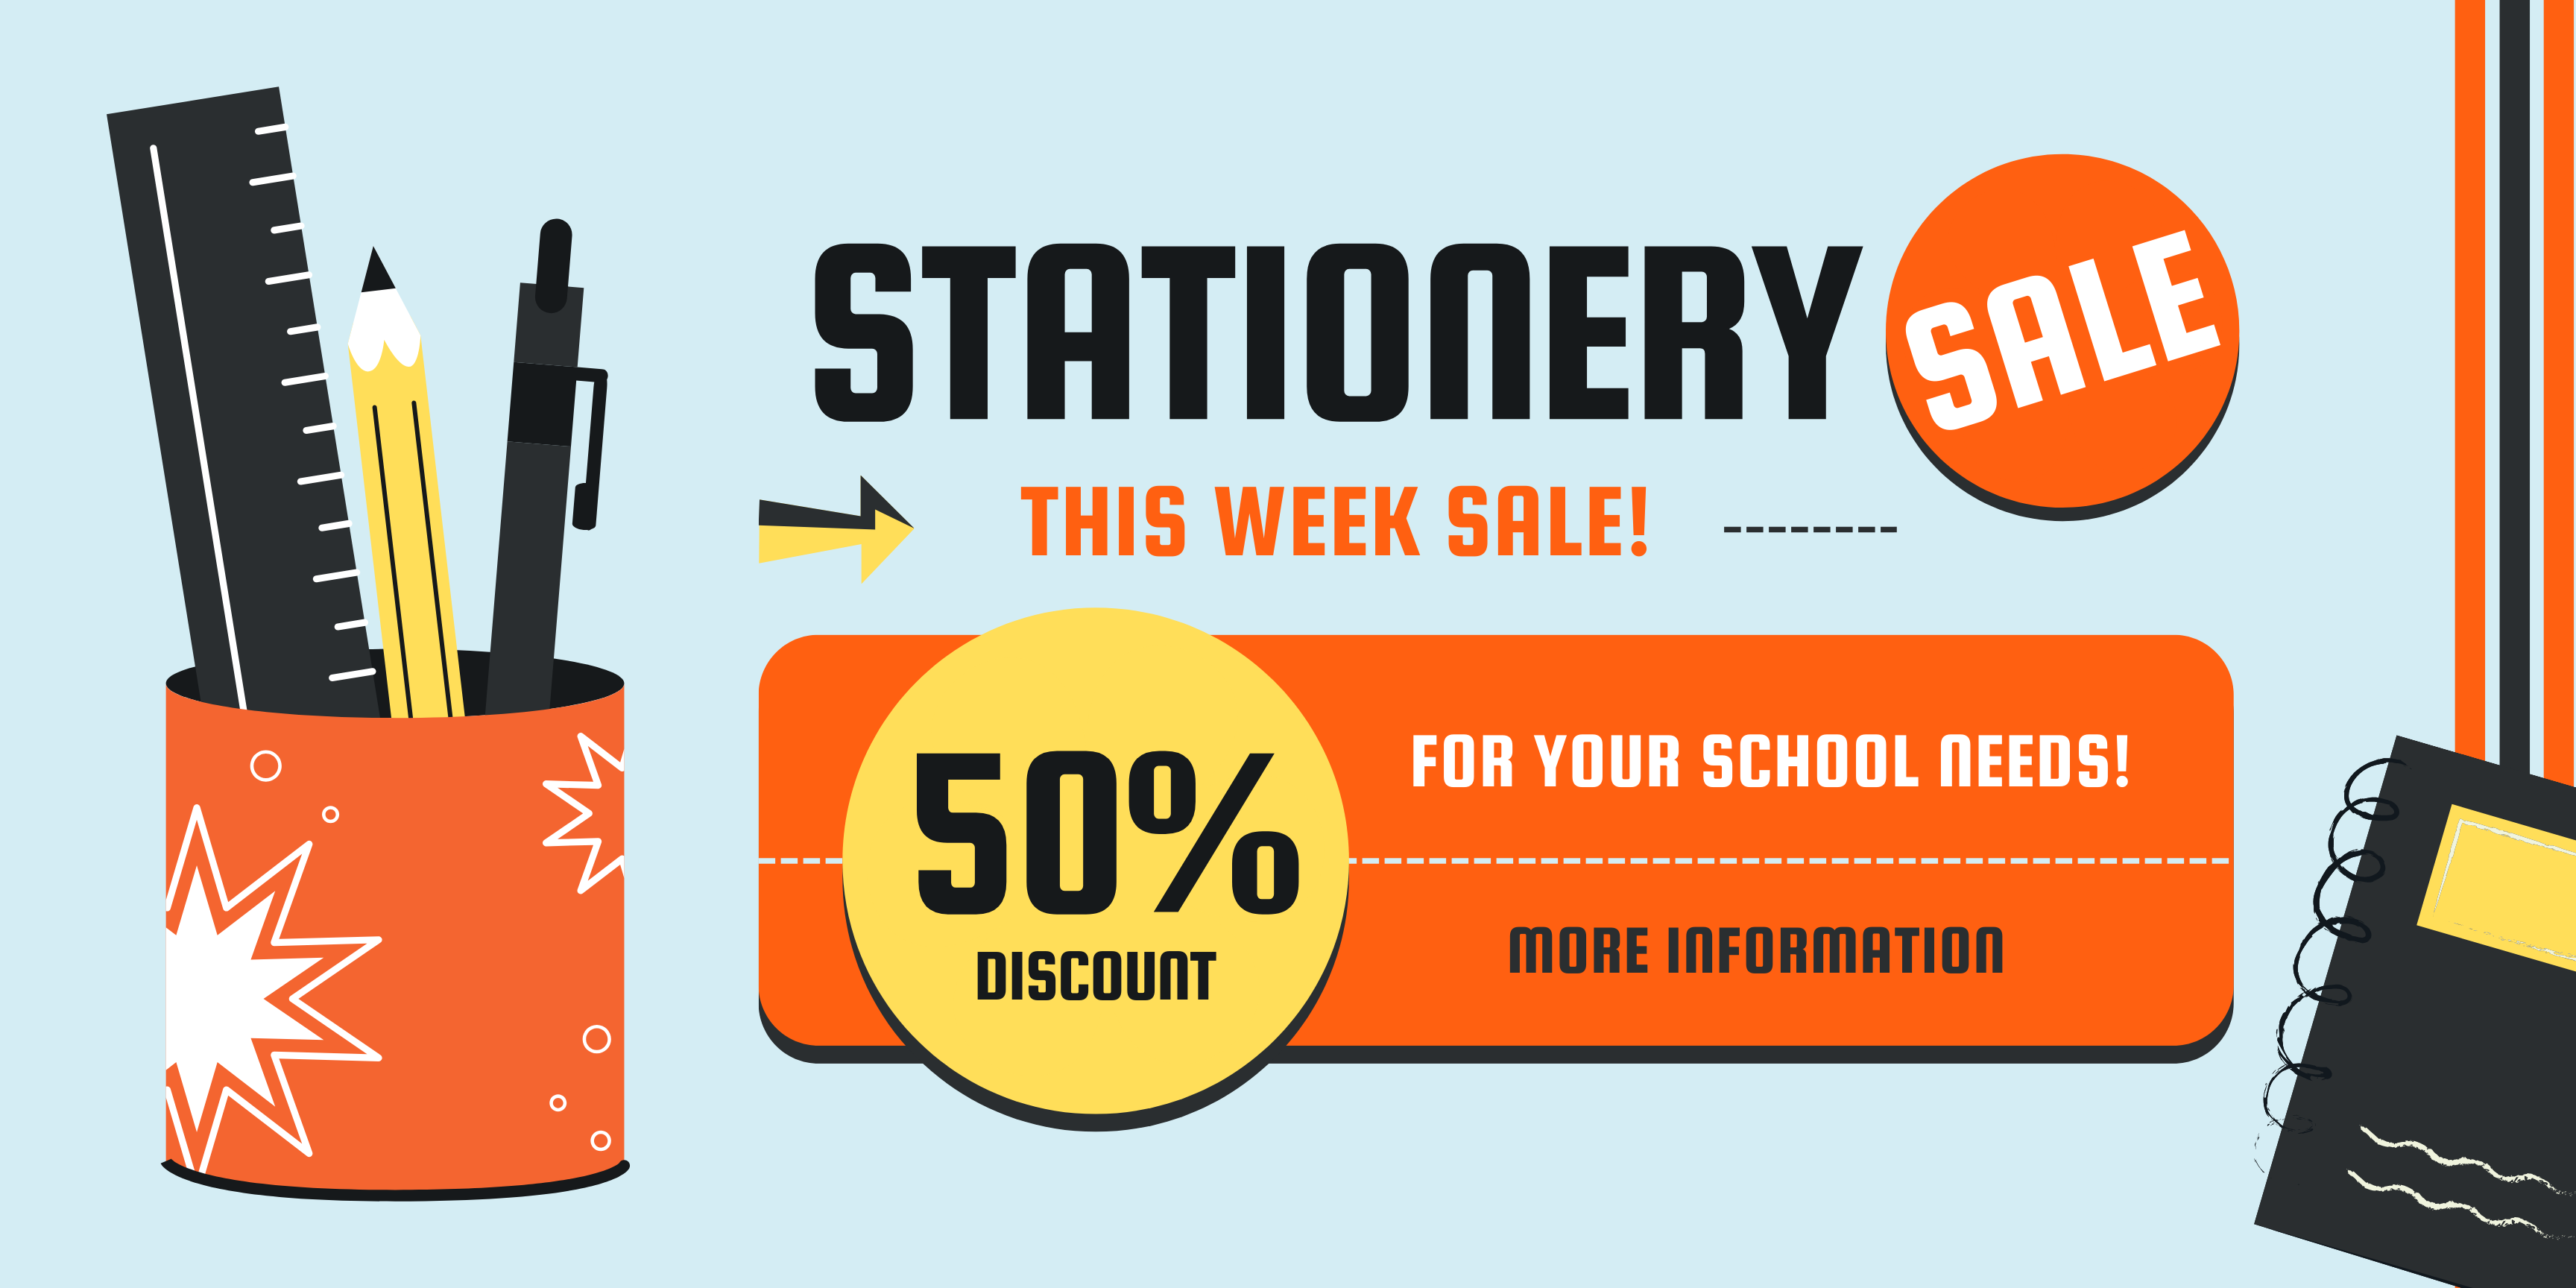 STATIONERY
SALE
THIS WEEK SALE!
50%
DISCOUNT
FOR YOUR SCHOOL NEEDS!
MORE INFORMATION